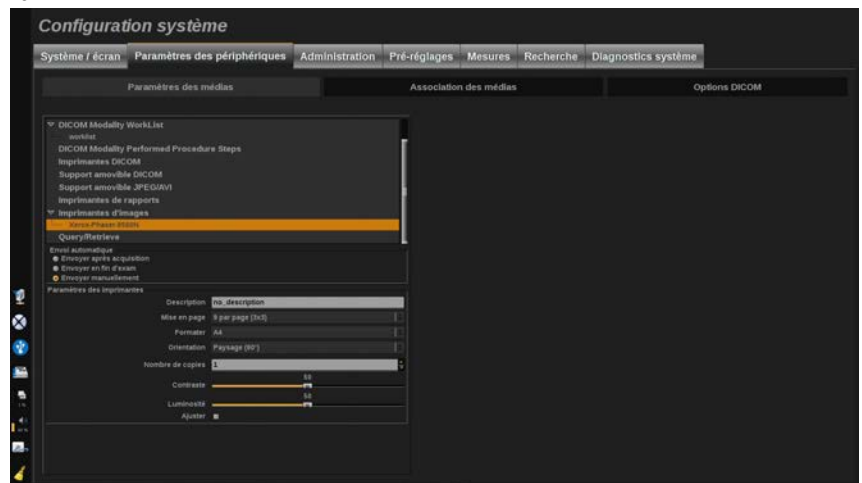 Configuration système
Système / écran Paramètres des périphériques Administration Pré-réglages Mesures Recherche Diagnostics système
Paramètres des médias Association des médias Options DICOM
DICOM Modality WorkList
worklist
DICOM Modality Performed Procedure Steps
Imprimantes DICOM
Support amovible DICOM
Support amovible JPEG/AVI
Imprimantes de rapports
Imprimantes d'images
Xerox-Phaser
Query/Retrieve
Envoi automatique
Envoyer après acquisition
Envoyer en fin d'exam
Envoyer manuellement
Paramètres des imprimantes
Description no_description
Mise en page 9 par page (3x3)
Formater A4
Orientation Paysage (90°)
Nombre de copies 1
50
Contraste
50
Luminosité
Ajuster